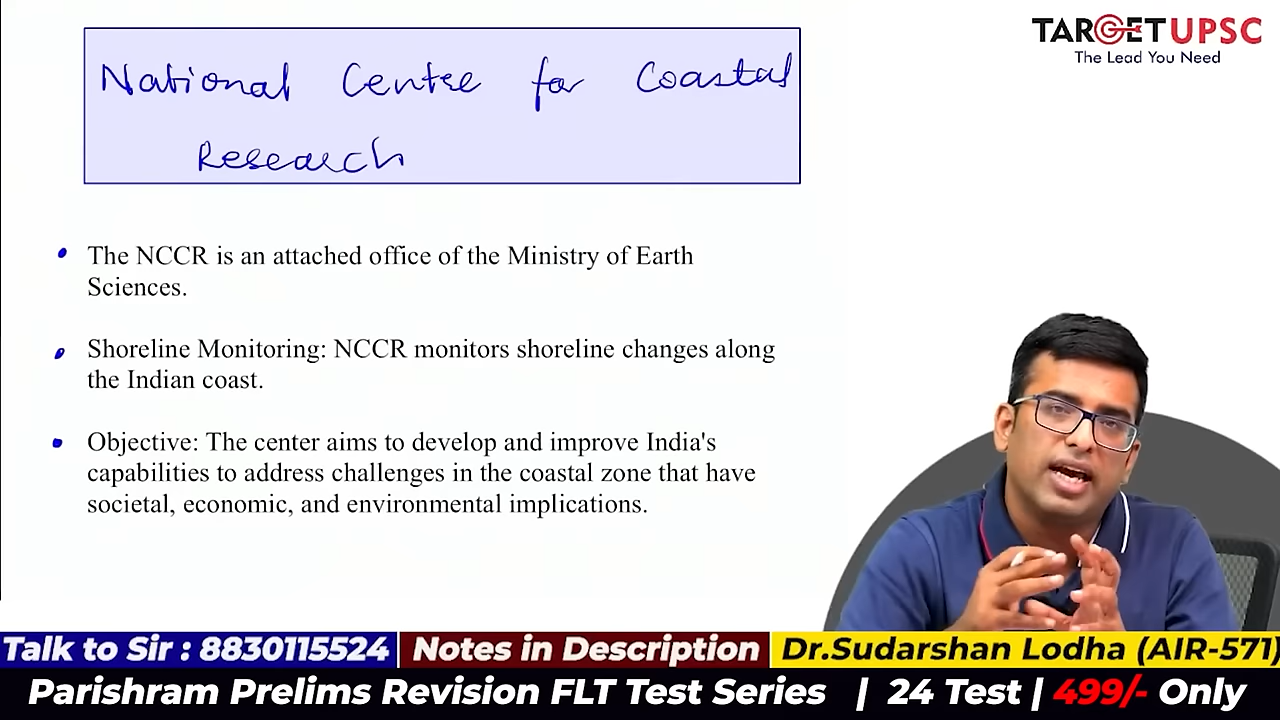 National Centre for Coastal
Research
TARGET UPSC
The Lead You Need
The NCCR is an attached office of the Ministry of Earth
Sciences.
Shoreline Monitoring: NCCR monitors shoreline changes along
the Indian coast.
Objective: The center aims to develop and improve India's
capabilities to address challenges in the coastal zone that have
societal, economic, and environmental implications.
Talk to Sir : 8830115524 Notes in Description Dr.Sudarshan Lodha (AIR-571)
Parishram Prelims Revision FLT Test Series | 24 Test | 499/- Only